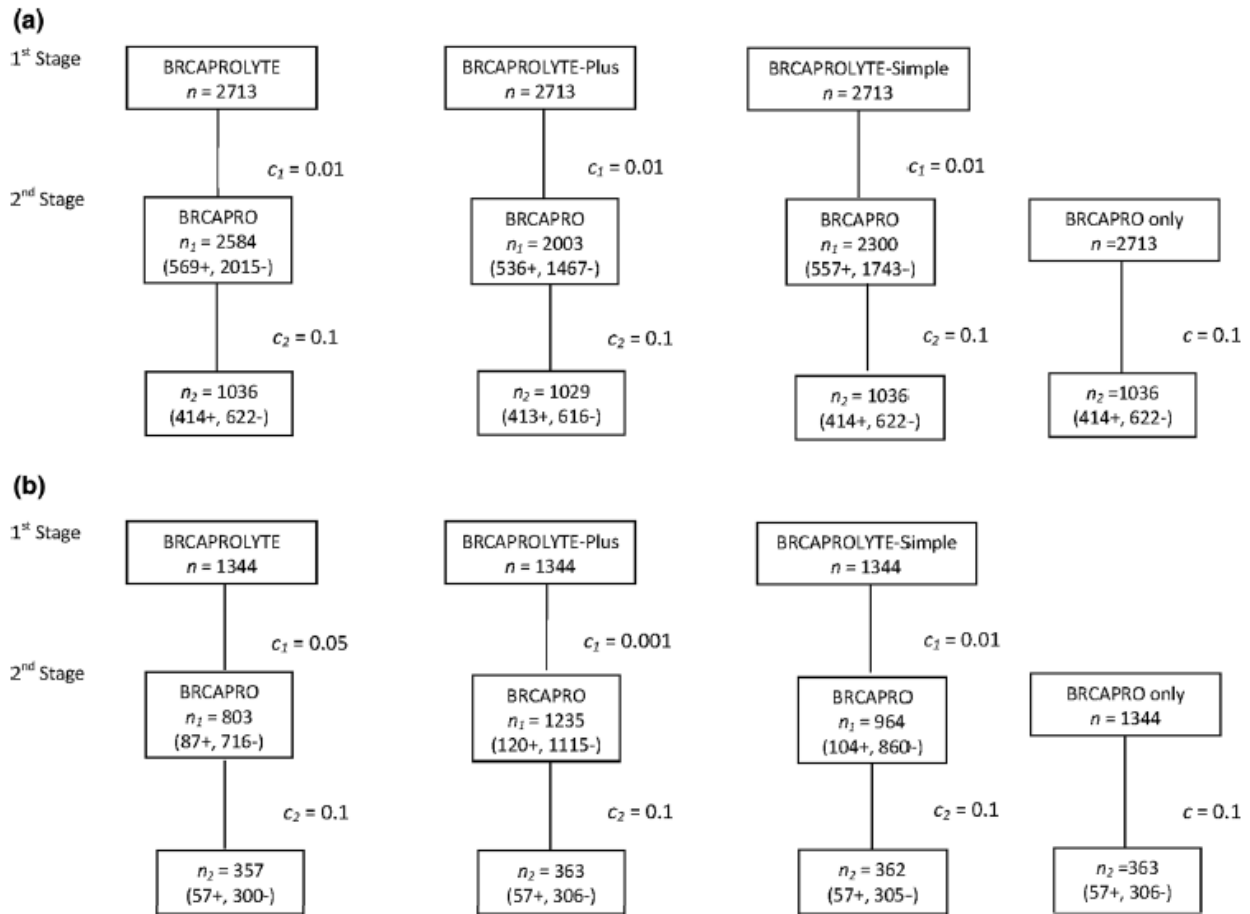 (a)
1st Stage
BRCAPROLYTE
n = 2713
BRCAPROLYTE-Plus
n = 2713
BRCAPROLYTE-Simple
n = 2713
c1 = 0.01
c1 = 0.01
c1 = 0.01
2nd Stage
BRCAPRO
n1 = 2584
(569+, 2015-)
BRCAPRO
n1 = 2003
(536+, 1467-)
BRCAPRO
n1 = 2300
(557+, 1743-)
BRCAPRO only
n =2713
c2 = 0.1
c2 = 0.1
c2 = 0.1
c = 0.1
n2 = 1036
(414+, 622-)
n2 = 1029
(413+, 616-)
n2 = 1036
(414+, 622-)
n2 =1036
(414+, 622-)
(b)
1st Stage
BRCAPROLYTE
n = 1344
BRCAPROLYTE-Plus
n = 1344
BRCAPROLYTE-Simple
n = 1344
c1 = 0.05
c1 = 0.001
c1 = 0.01
2nd Stage
BRCAPRO
n1 = 803
(87+, 716-)
BRCAPRO
n1 = 1235
(120+, 1115-)
BRCAPRO
n1 = 964
(104+, 860-)
BRCAPRO only
n = 1344
c2 = 0.1
c2 = 0.1
c2 = 0.1
c = 0.1
n2 = 357
(57+, 300-)
n2 = 363
(57+, 306-)
n2 = 362
(57+, 305-)
n2 =363
(57+, 306-)